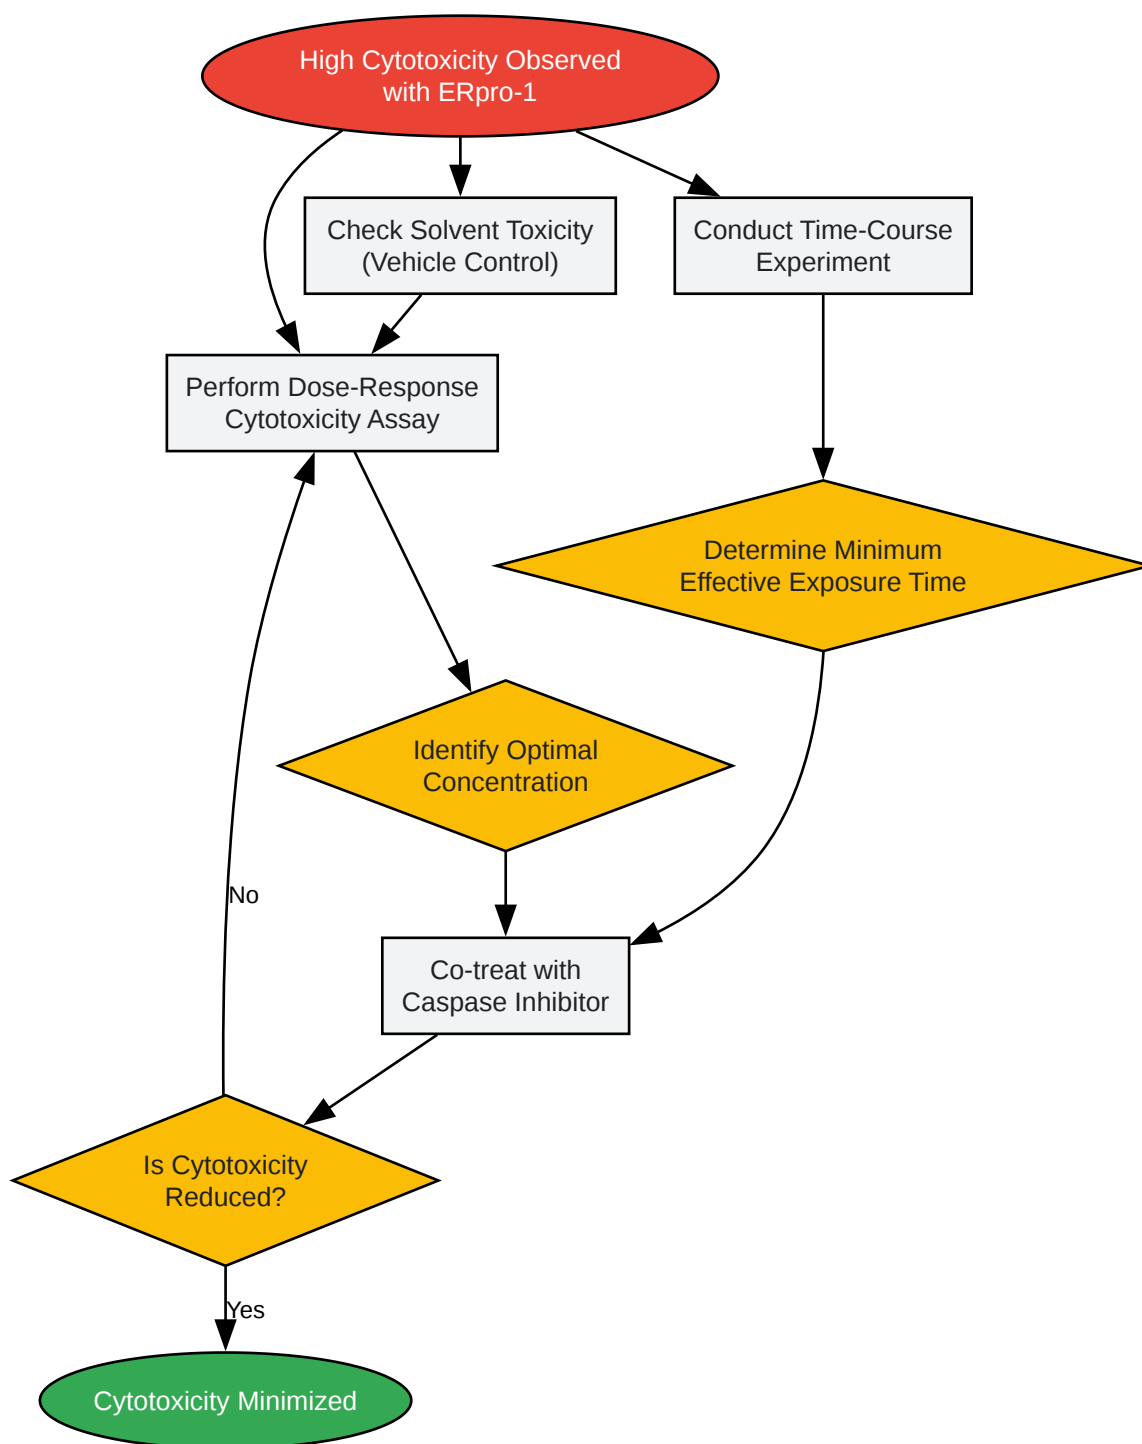 High Cytotoxicity Observed
with ERpro-1
Check Solvent Toxicity
(Vehicle Control)
Conduct Time-Course
Experiment
Perform Dose-Response
Cytotoxicity Assay
Determine Minimum
Effective Exposure Time
Identify Optimal
Concentration
No
Co-treat with
Caspase Inhibitor
Is Cytotoxicity
Reduced?
Yes
Cytotoxicity Minimized